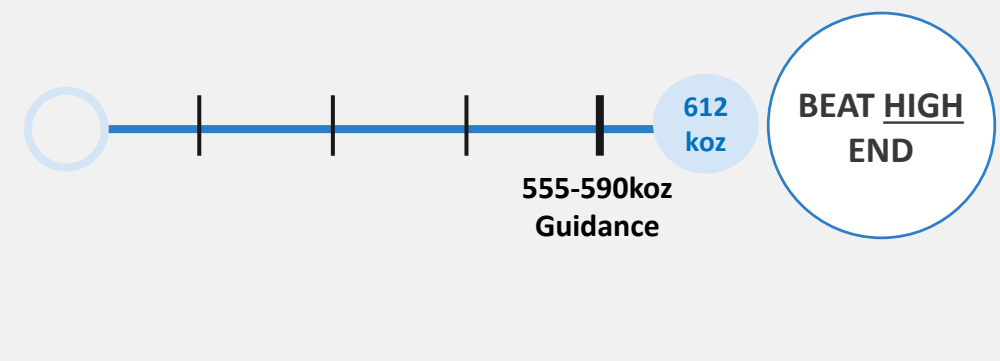 612
koz
BEAT HIGH
END
555-590koz
Guidance